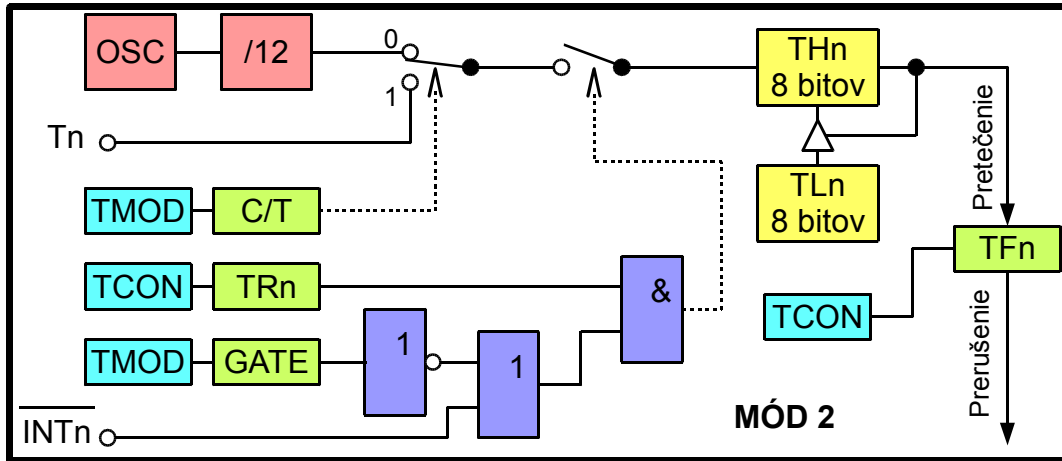 OSC
/12
0
1
Tn
THn
8 bitov
TLn
8 bitov
Pretečenie
TMOD
C/T
TFn
TCON
TRn
&
TCON
Prerušenie
TMOD
GATE
1
1
INTn
MÓD 2